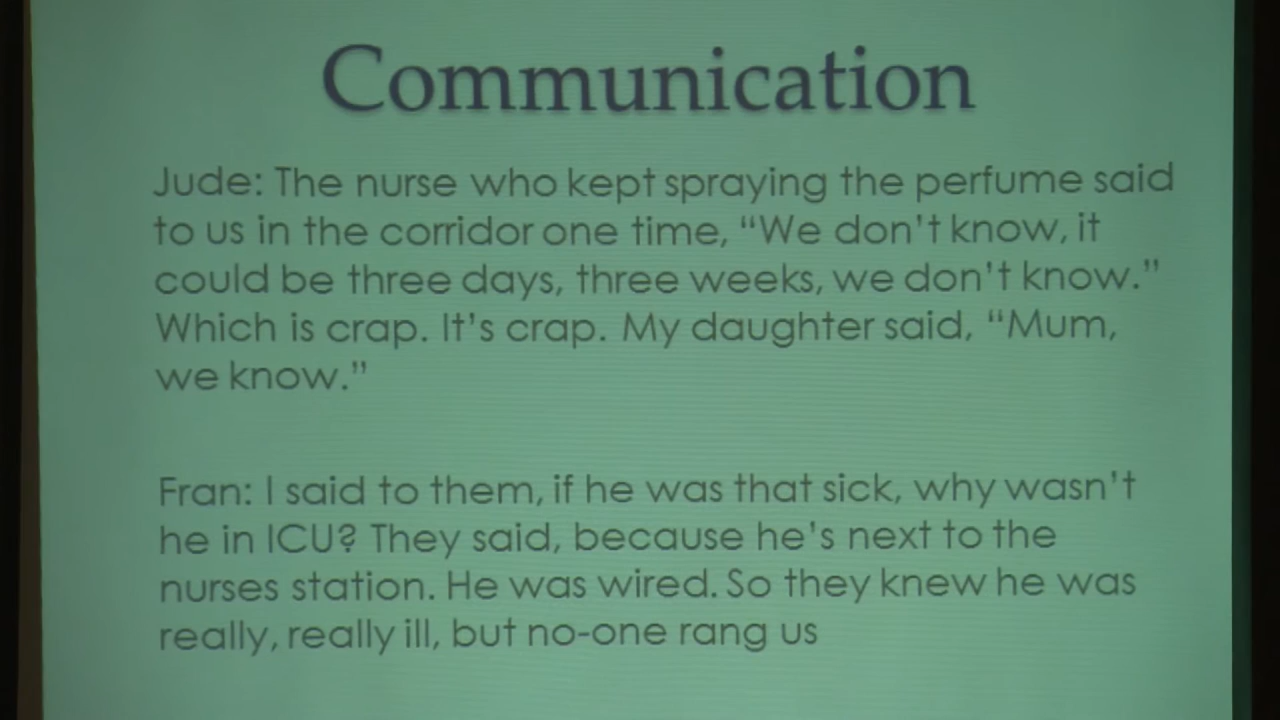 Communication
Jude: The nurse who kept spraying the perfume said
to us in the corridor one time, “We don’t know, it
could be three days, three weeks, we don’t know.”
Which is crap. It’s crap. My daughter said, “Mum,
we know.”
Fran: I said to them, if he was that sick, why wasn’t
he in ICU? They said, because he’s next to the
nurses station. He was wired. So they knew he was
really, really ill, but no-one rang us